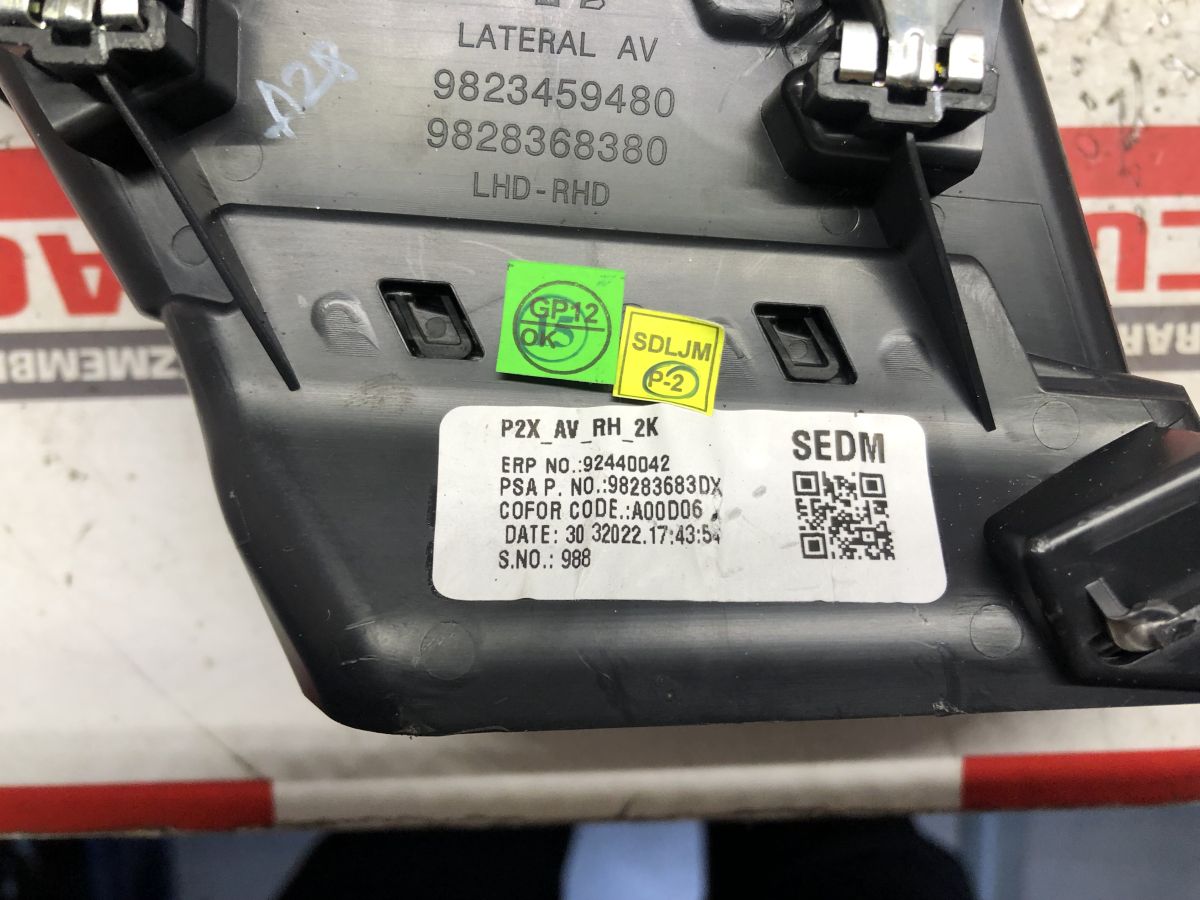 LATERAL AV
9823459480
9828368380
LHD-RHD
A28
GP12
OK
SDLJM
P-2
P2X_AV_RH_2K
SEDM
ERP NO.:92440042
PSA P. NO.:98283683DX
COFOR CODE.:A00D06
DATE: 30 32022.17:43:54
S.NO.: 988